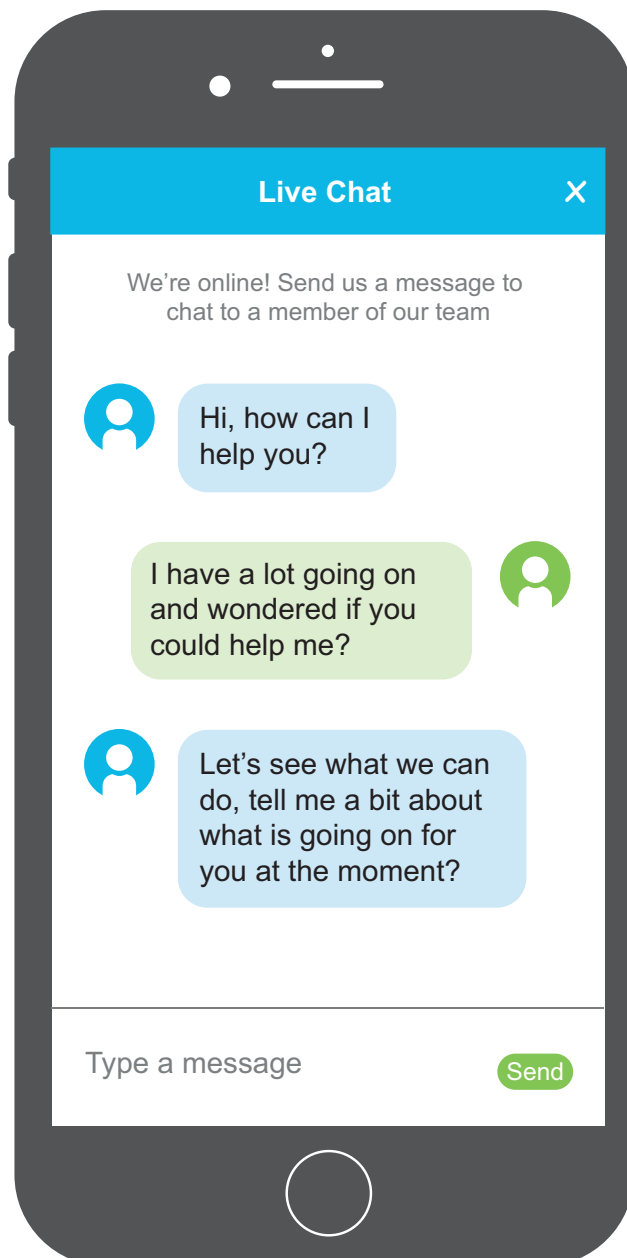 Live Chat
We’re online! Send us a message to
chat to a member of our team
Hi, how can I
help you?
I have a lot going on
and wondered if you
could help me?
Let’s see what we can
do, tell me a bit about
what is going on for
you at the moment?
Type a message
Send